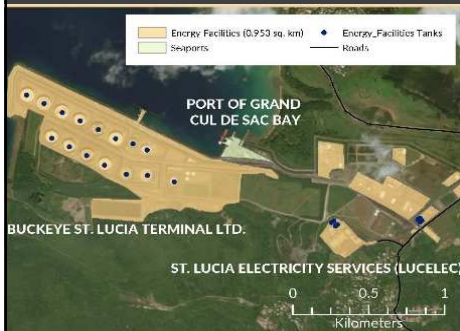 Energy Facilities (0.953 sq. km)
Energy_Facilities Tanks
Seaports
Roads
PORT OF GRAND
CUL DE SAC BAY
BUCKEYE ST. LUCIA TERMINAL LTD.
ST. LUCIA ELECTRICITY SERVICES (LUCELEC)
0 0.5 1
Kilometers